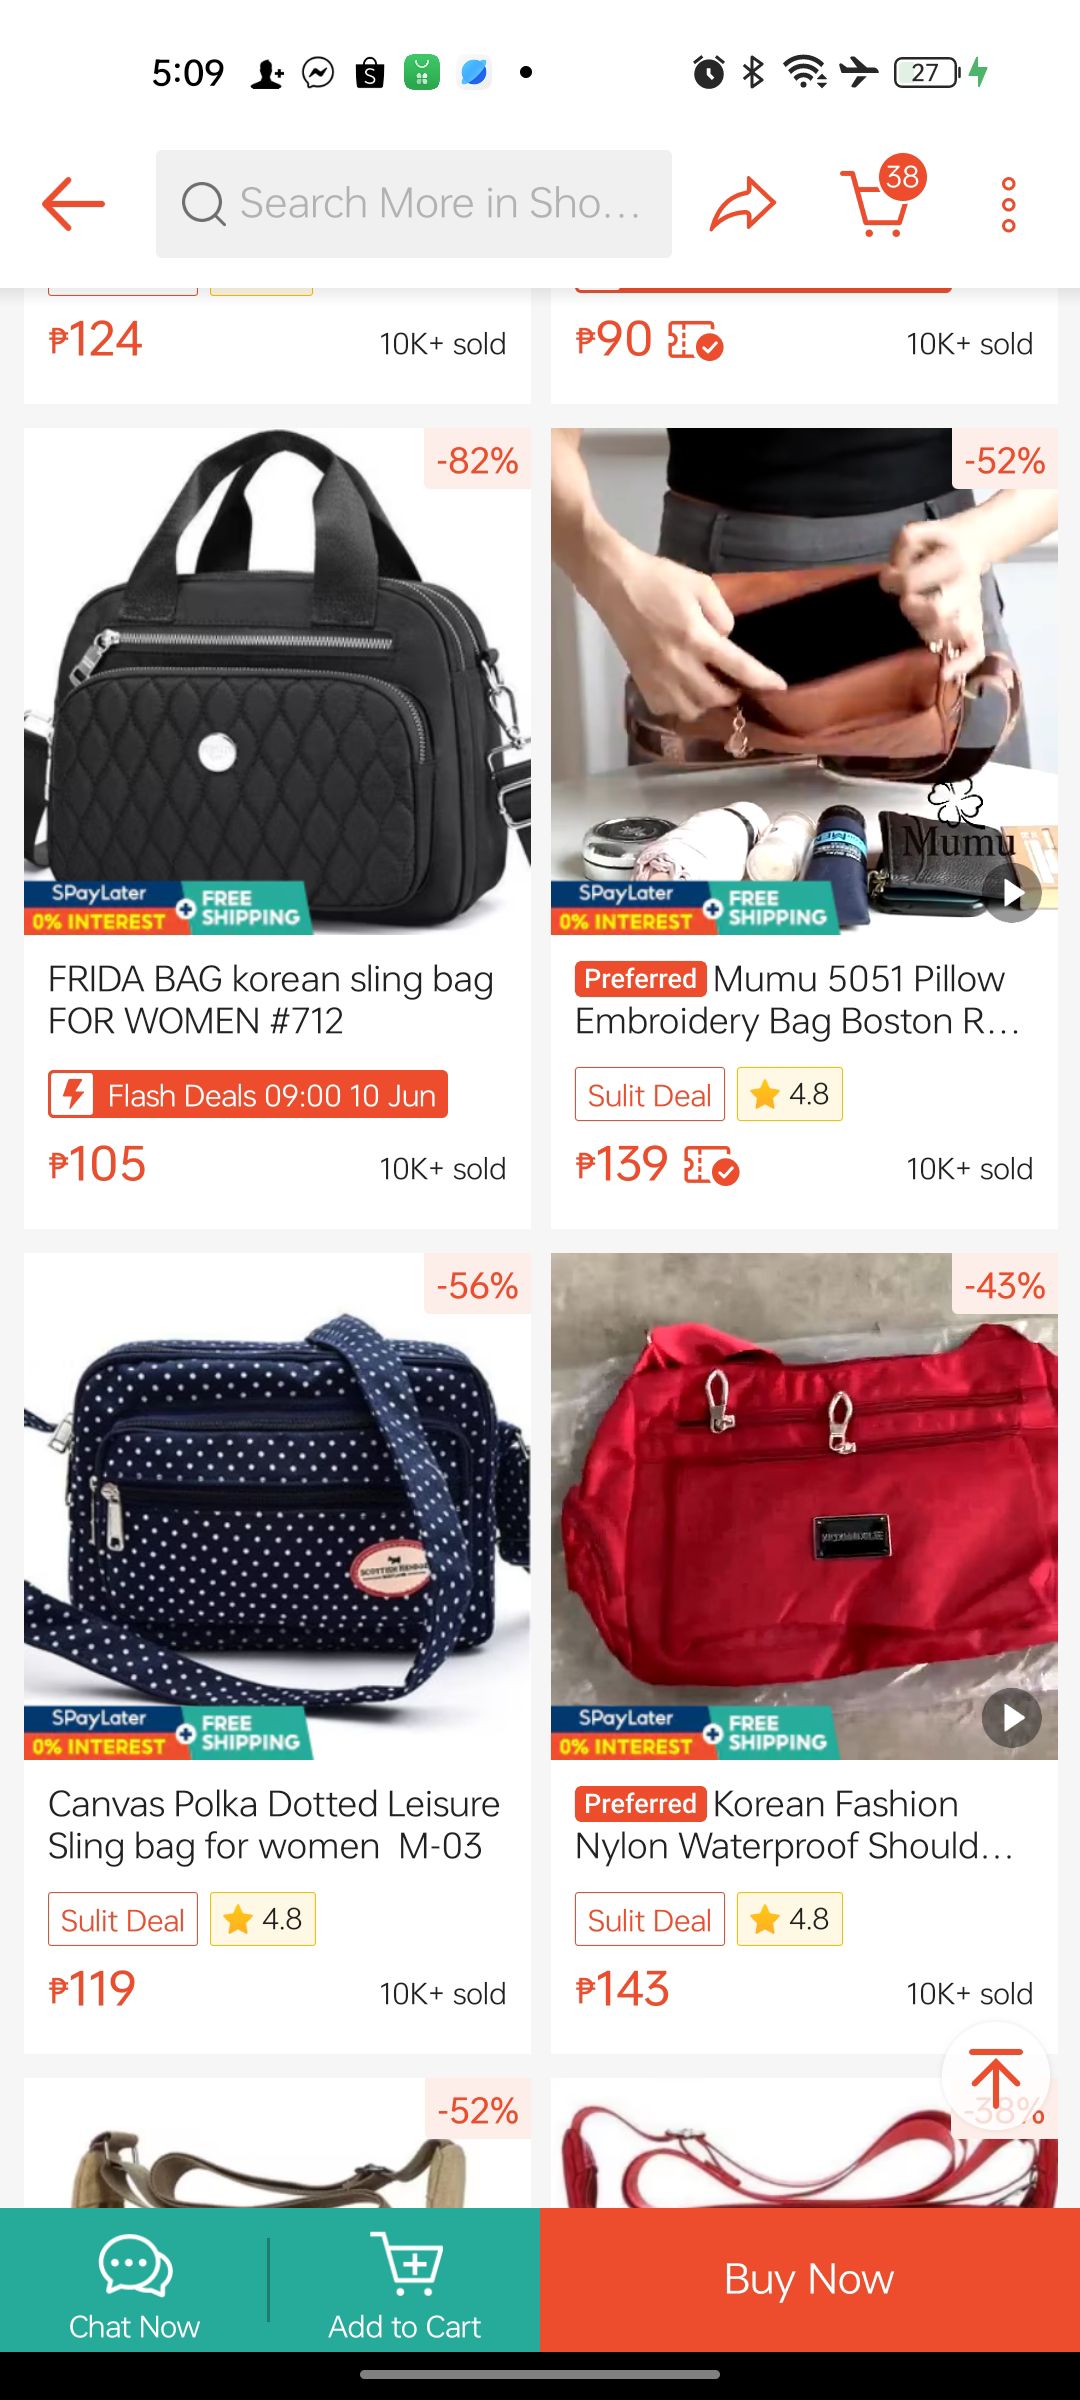 5:09
27
Search More in Sho...
38
₱124
10K+ sold
₱90
10K+ sold
-82%
SPayLater
0% INTEREST
FREE
SHIPPING
FRIDA BAG korean sling bag
FOR WOMEN #712
Flash Deals 09:00 10 Jun
₱105
10K+ sold
-52%
Mumu
SPayLater
0% INTEREST
FREE
SHIPPING
Preferred Mumu 5051 Pillow
Embroidery Bag Boston R...
Sulit Deal
4.8
₱139
10K+ sold
-56%
SPayLater
0% INTEREST
FREE
SHIPPING
Canvas Polka Dotted Leisure
Sling bag for women M-03
Sulit Deal
4.8
₱119
10K+ sold
-43%
SPayLater
0% INTEREST
FREE
SHIPPING
Preferred Korean Fashion
Nylon Waterproof Should...
Sulit Deal
4.8
₱143
10K+ sold
-52%
-38%
Chat Now
Add to Cart
Buy Now